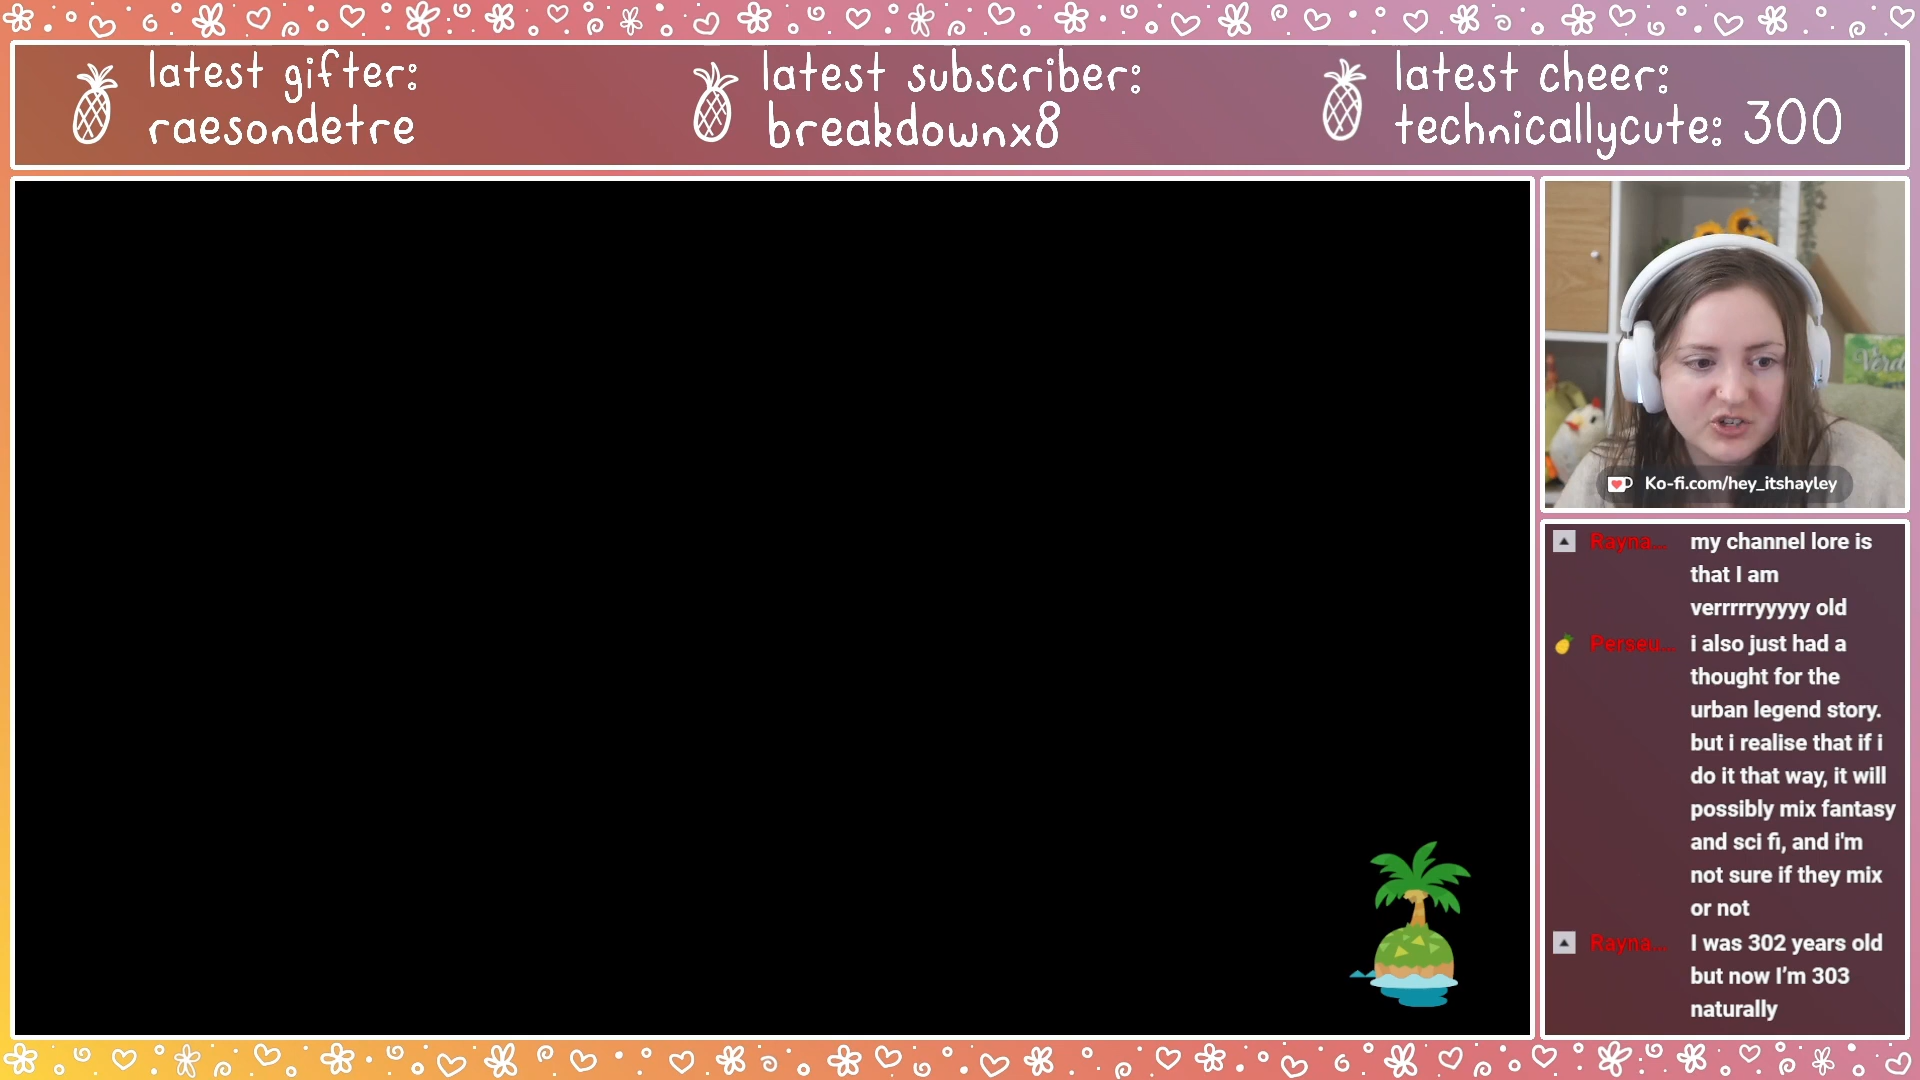 latest gifter:
raesondetre
latest subscriber:
breakdownx8
latest cheer:
technicallycute: 300
Ko-fi.com/hey_itshayley
Rayna... my channel lore is
that I am
verrrrryyyyy old
Perseu... i also just had a
thought for the
urban legend story.
but i realise that if i
do it that way, it will
possibly mix fantasy
and sci fi, and i'm
not sure if they mix
or not
Rayna... I was 302 years old
but now I’m 303
naturally